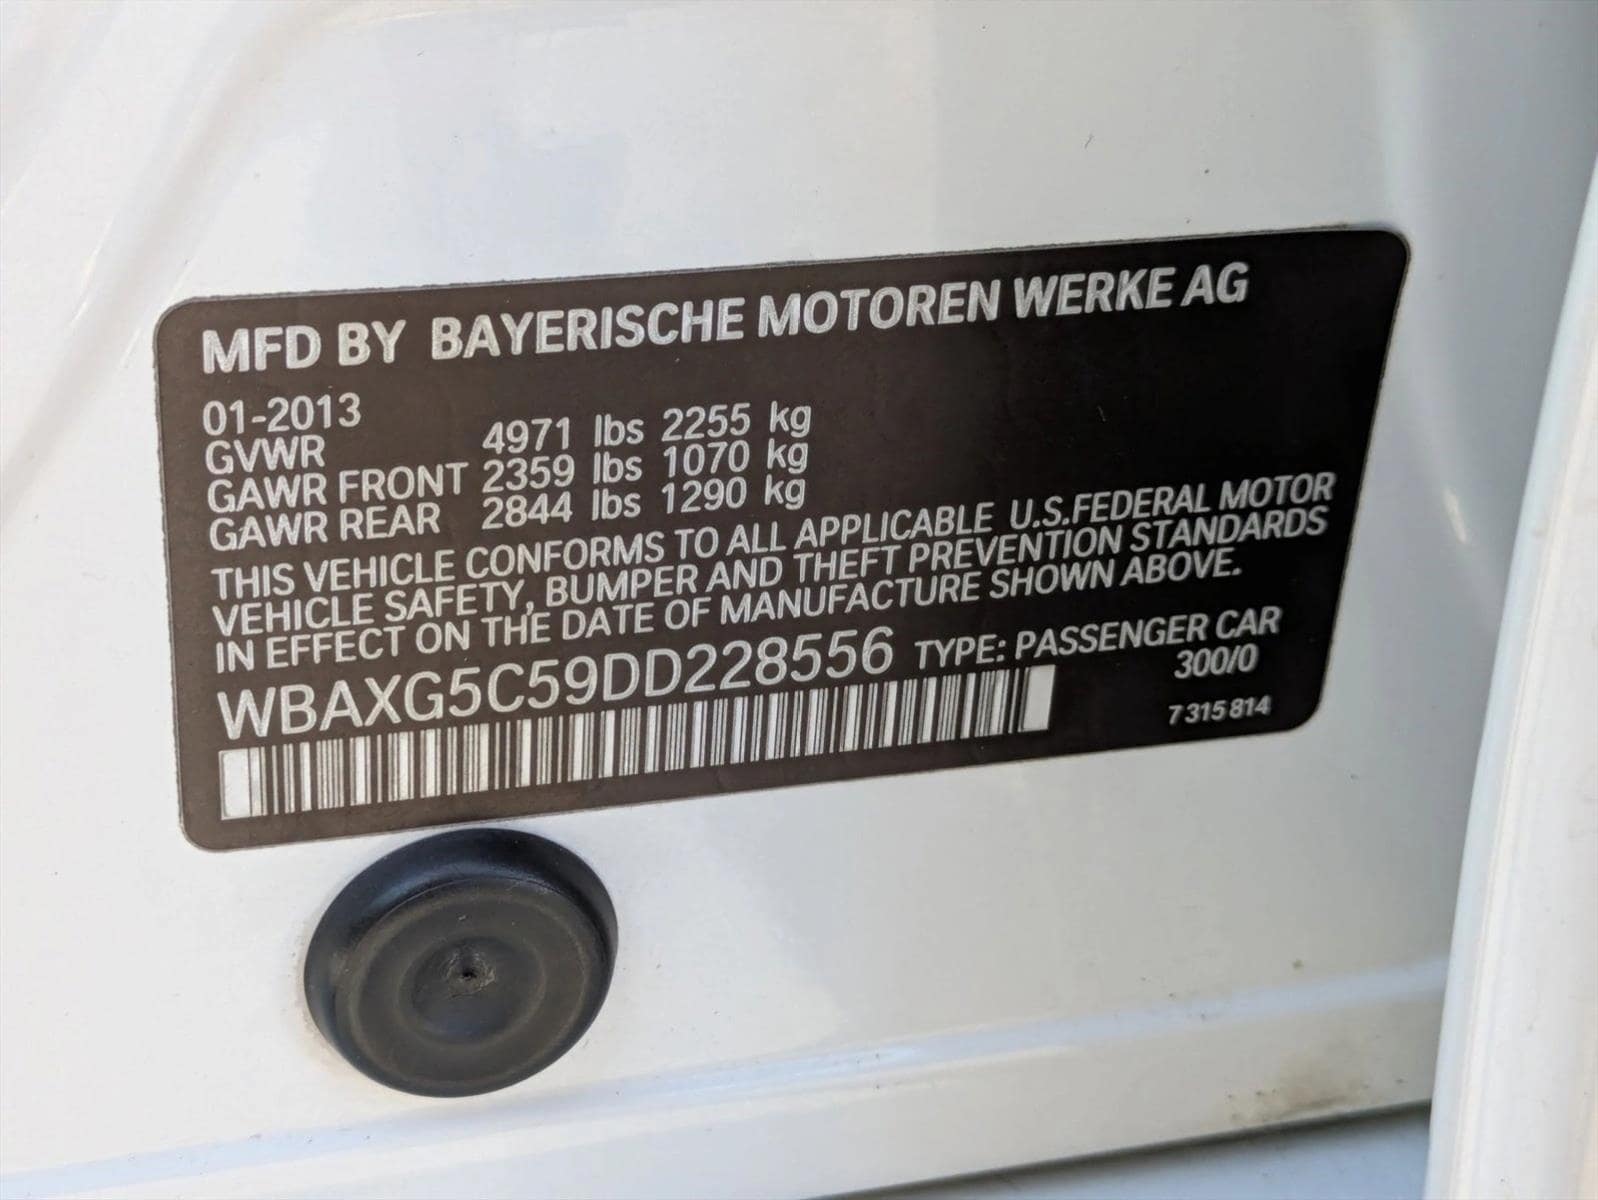 MFD BY BAYERISCHE MOTOREN WERKE AG
01-2013
GVWR 4971 lbs 2255 kg
GAWR FRONT 2359 lbs 1070 kg
GAWR REAR 2844 lbs 1290 kg
THIS VEHICLE CONFORMS TO ALL APPLICABLE U.S.FEDERAL MOTOR
VEHICLE SAFETY, BUMPER AND THEFT PREVENTION STANDARDS
IN EFFECT ON THE DATE OF MANUFACTURE SHOWN ABOVE.
WBAXG5C59DD228556 TYPE: PASSENGER CAR
300/0
7 315 814